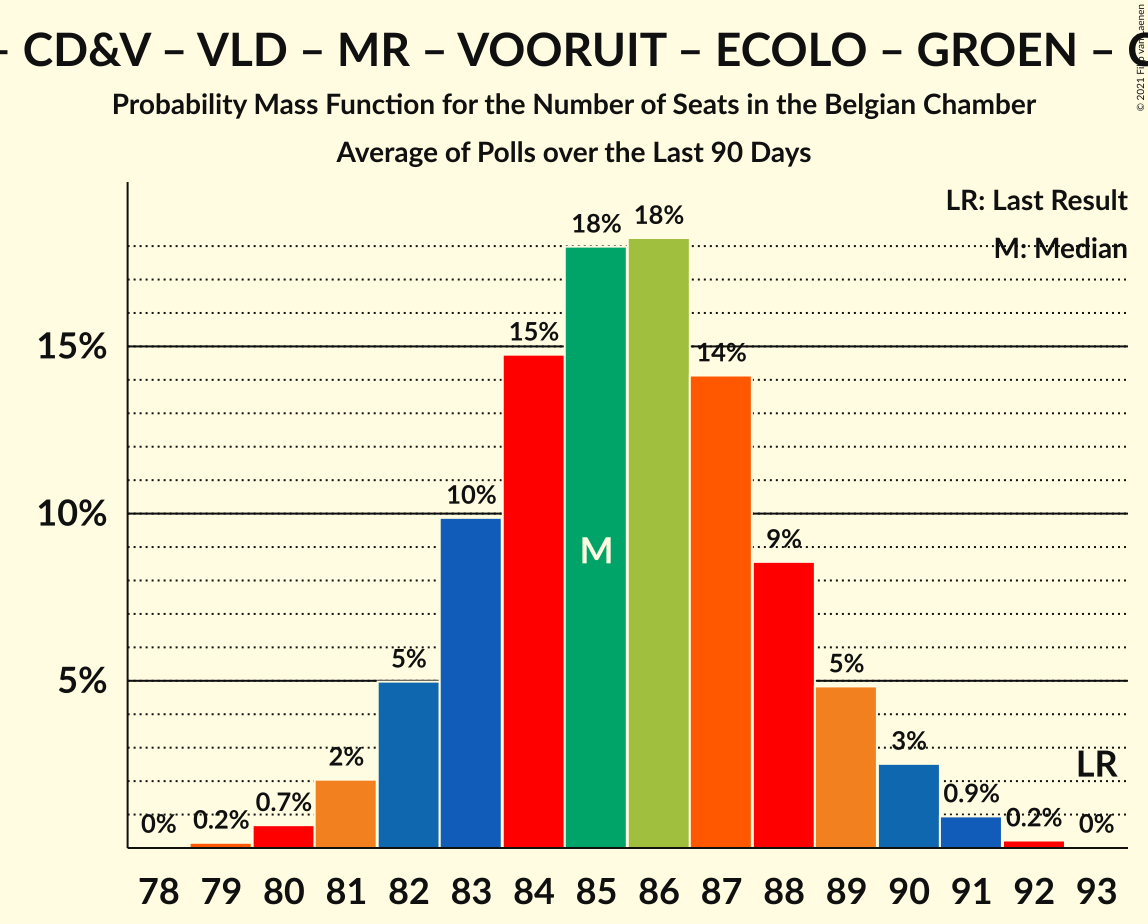 – CD&V – VLD – MR – VOORUIT – ECOLO – GROEN –
Probability Mass Function for the Number of Seats in the Belgian Chamber
Average of Polls over the Last 90 Days
© 2021
LR: Last Result
M: Median
15%
10%
5%
0%
0.2%
0.7%
2%
5%
10%
15%
18%
18%
14%
9%
5%
3%
0.9%
0.2%
0%
M
LR
78 79 80 81 82 83 84 85 86 87 88 89 90 91 92 93